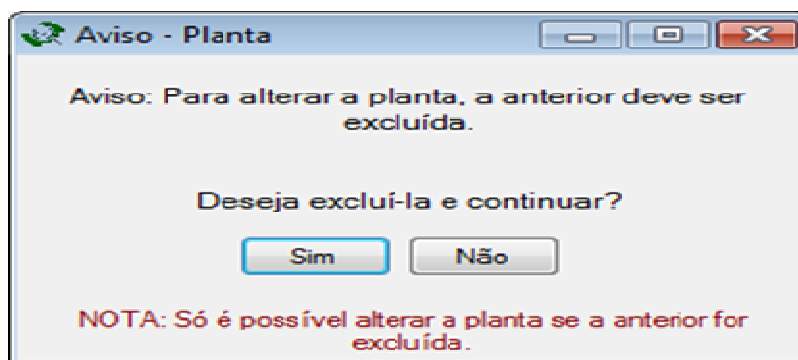 Aviso - Planta
Aviso: Para alterar a planta, a anterior deve ser
excluída.
Deseja excluí-la e continuar?
Sim Não
NOTA: Só é possível alterar a planta se a anterior for
excluída.